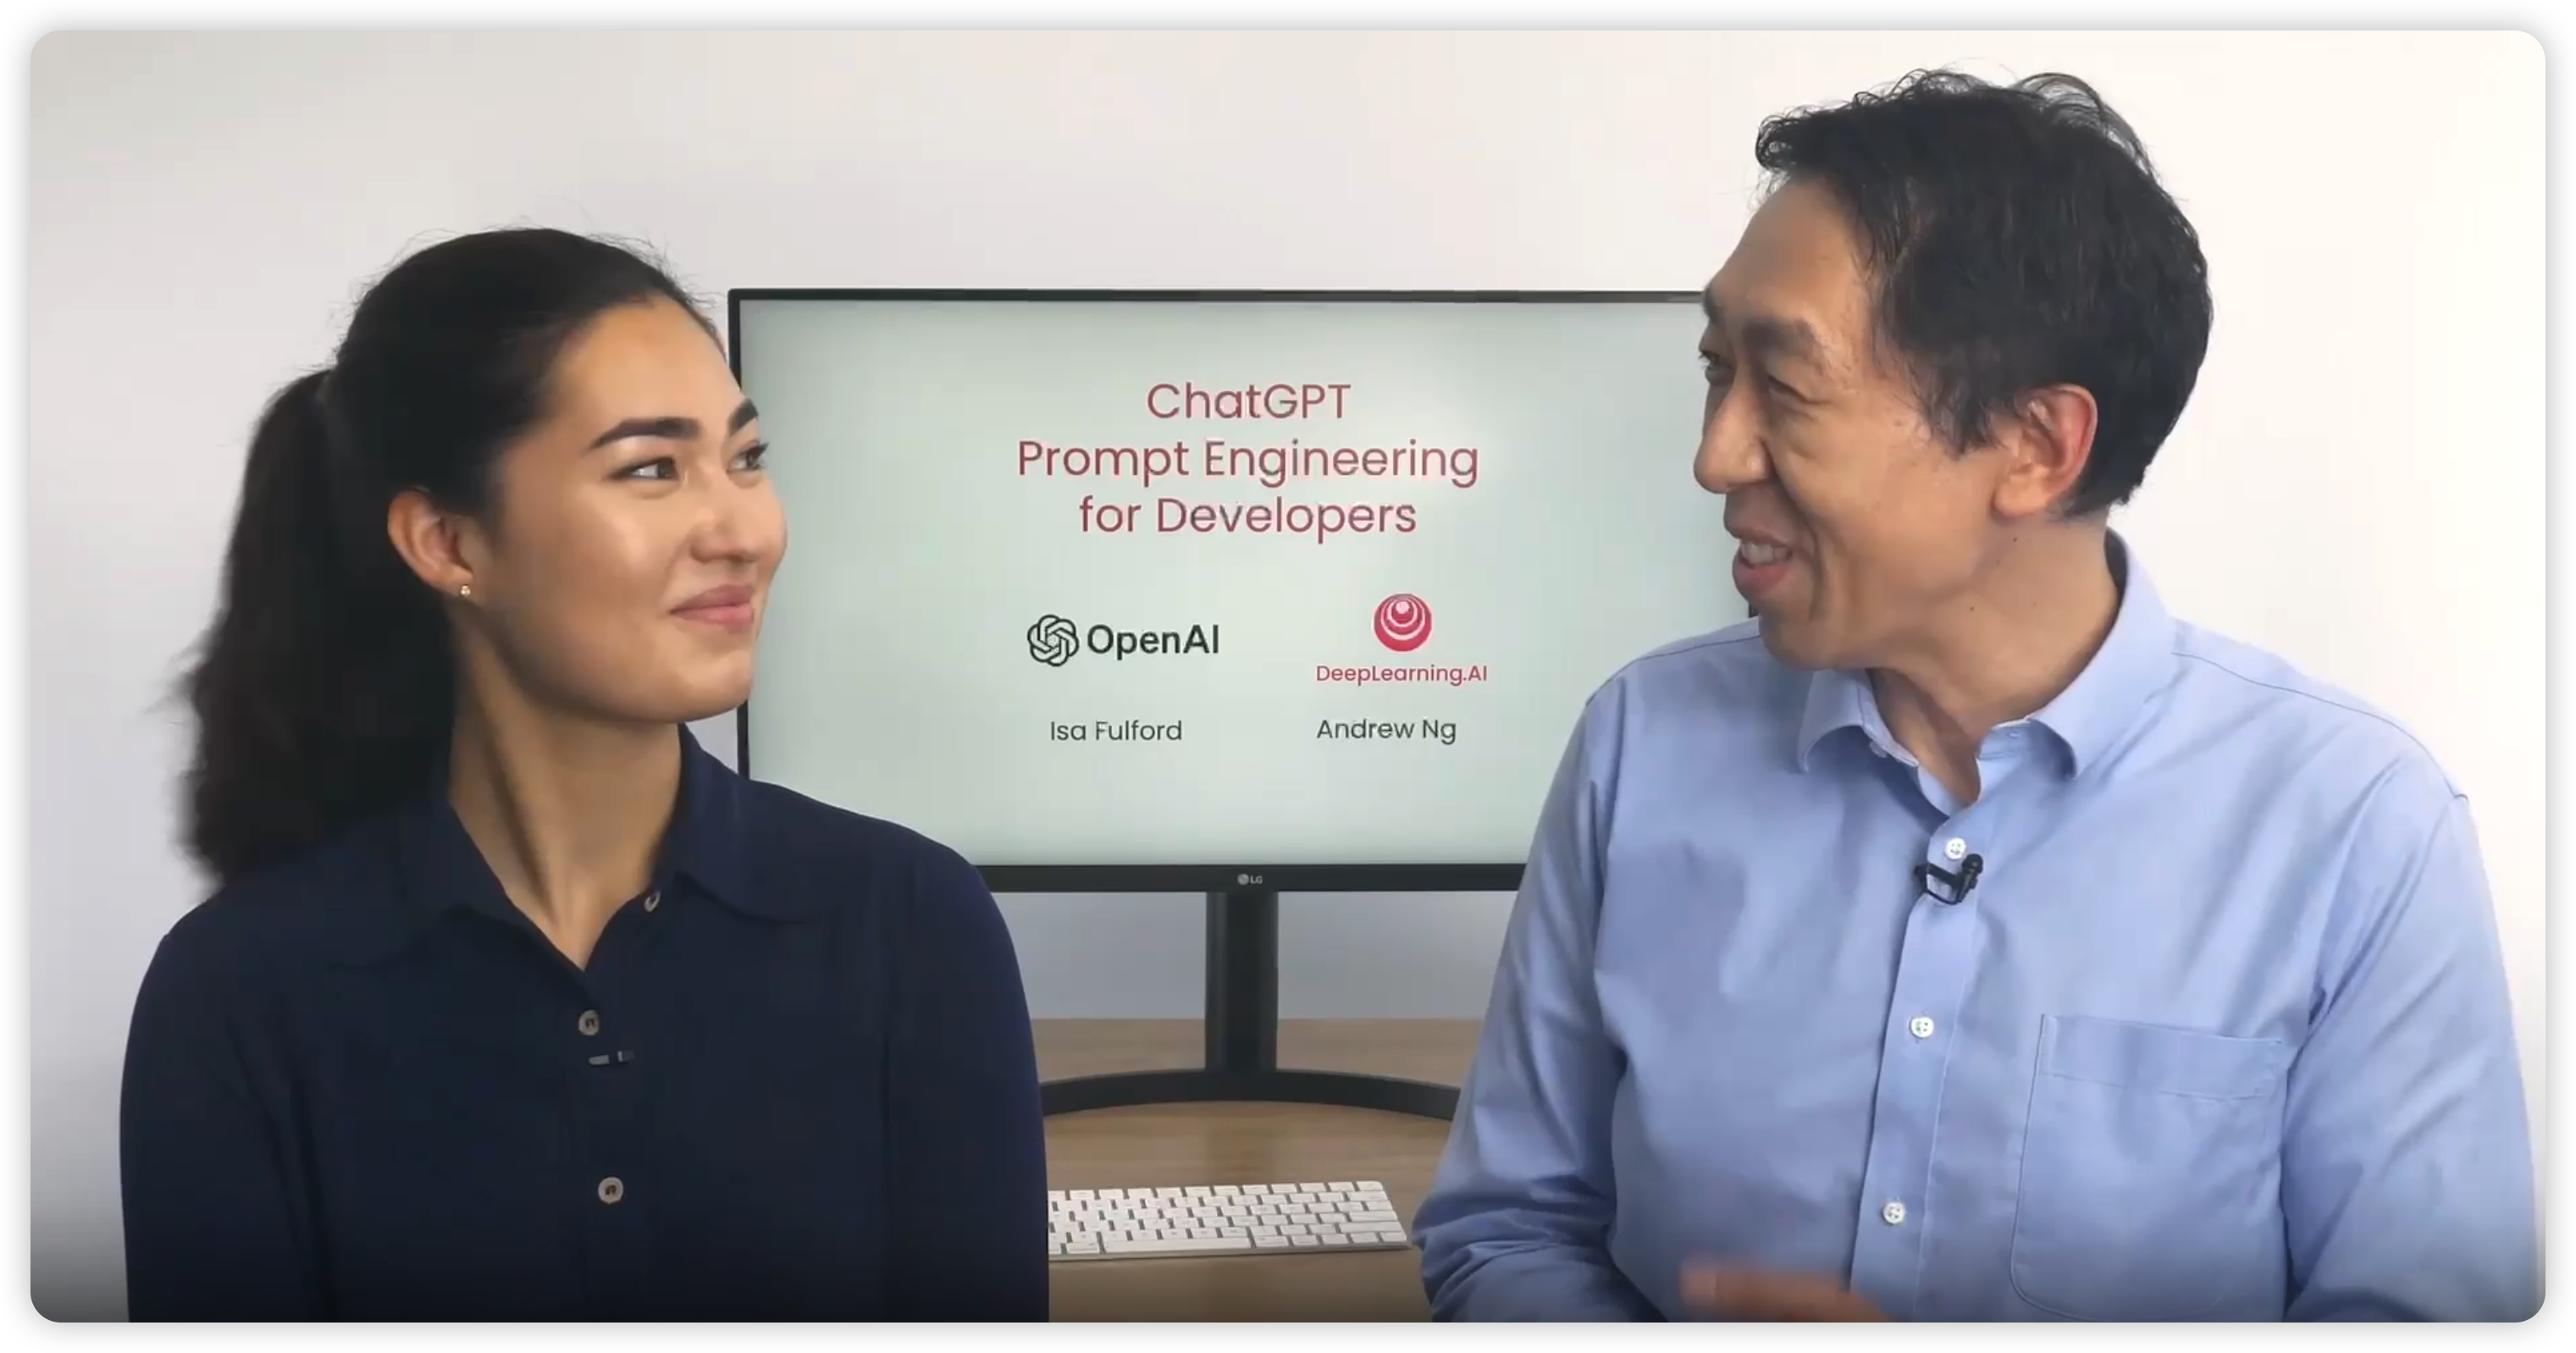 ChatGPT
Prompt Engineering
for Developers
OpenAI
DeepLearning.AI
Isa Fulford
Andrew Ng
LG